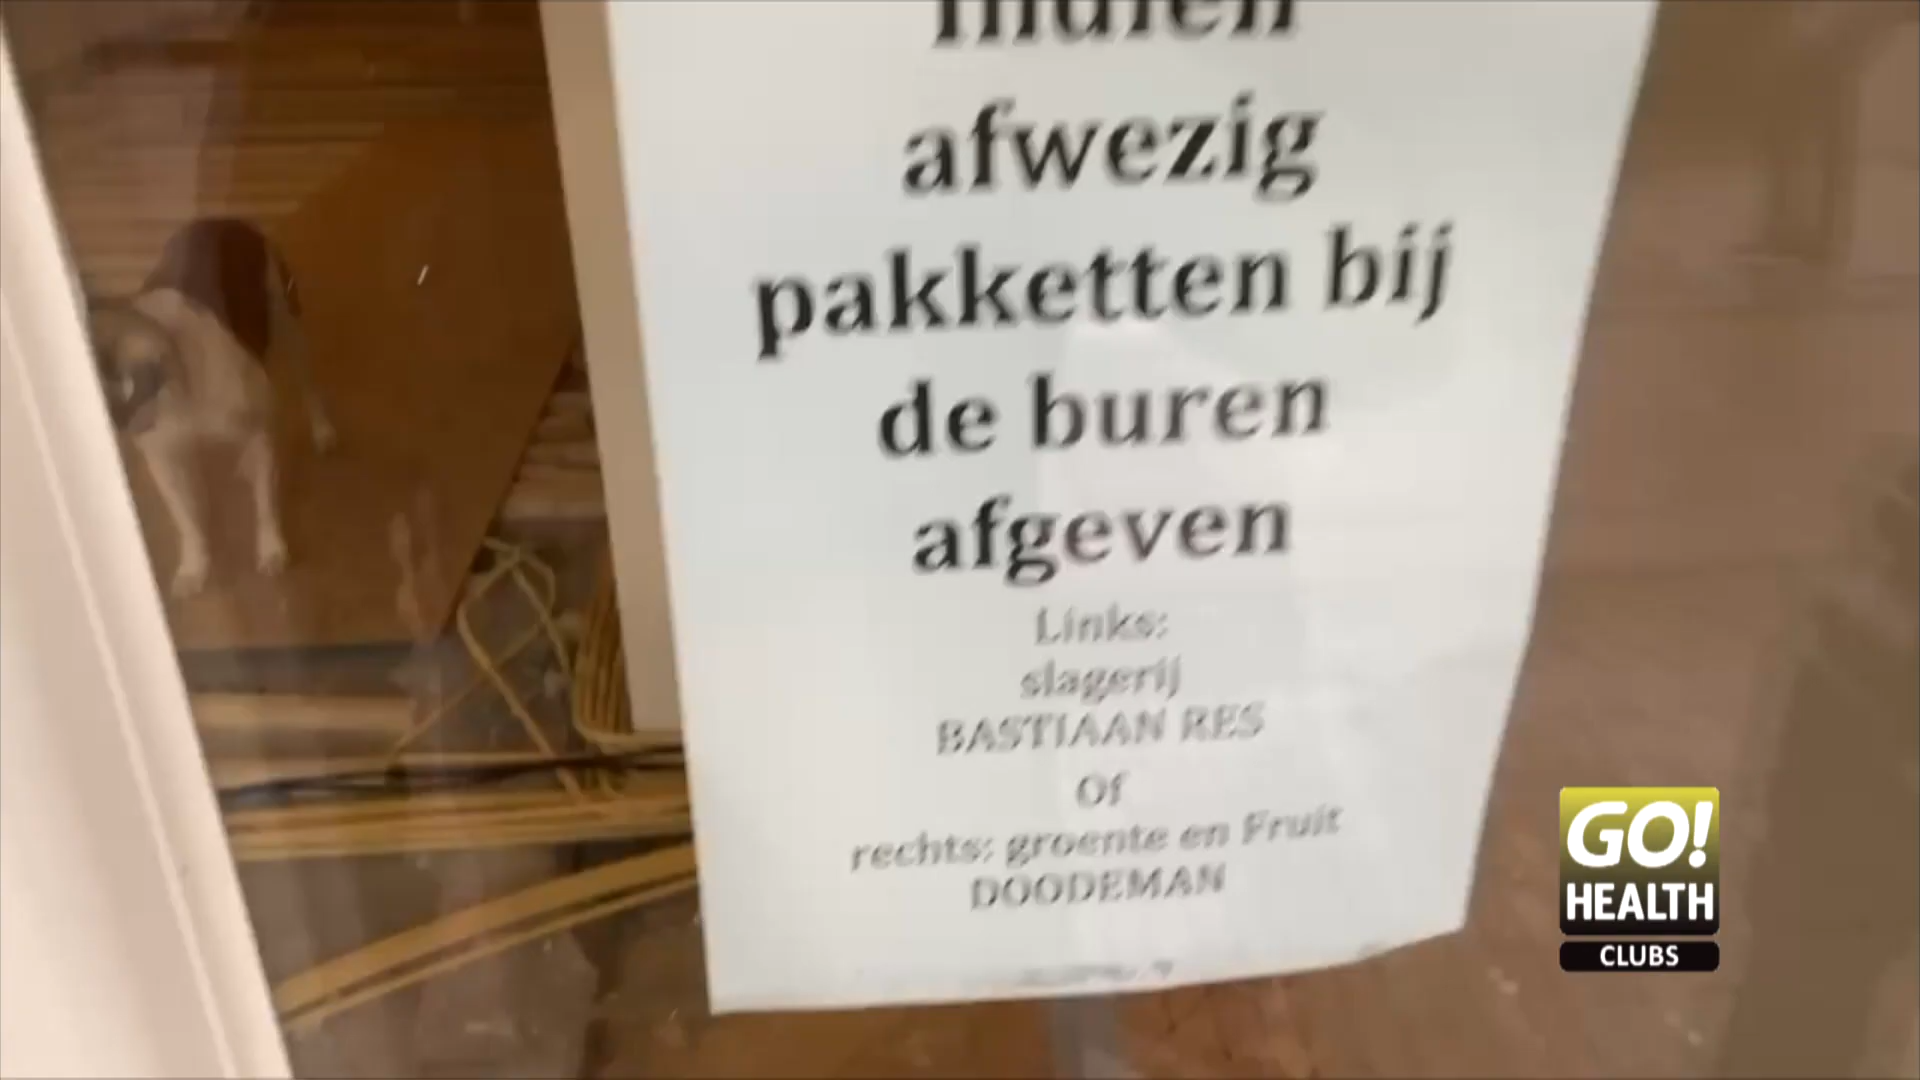 Indien
afwezig
pakketten bij
de buren
afgeven
Links:
slagerij
BASTIAAN RES
Of
rechts: groente en Fruit
DOODEMAN
GO!
HEALTH
CLUBS